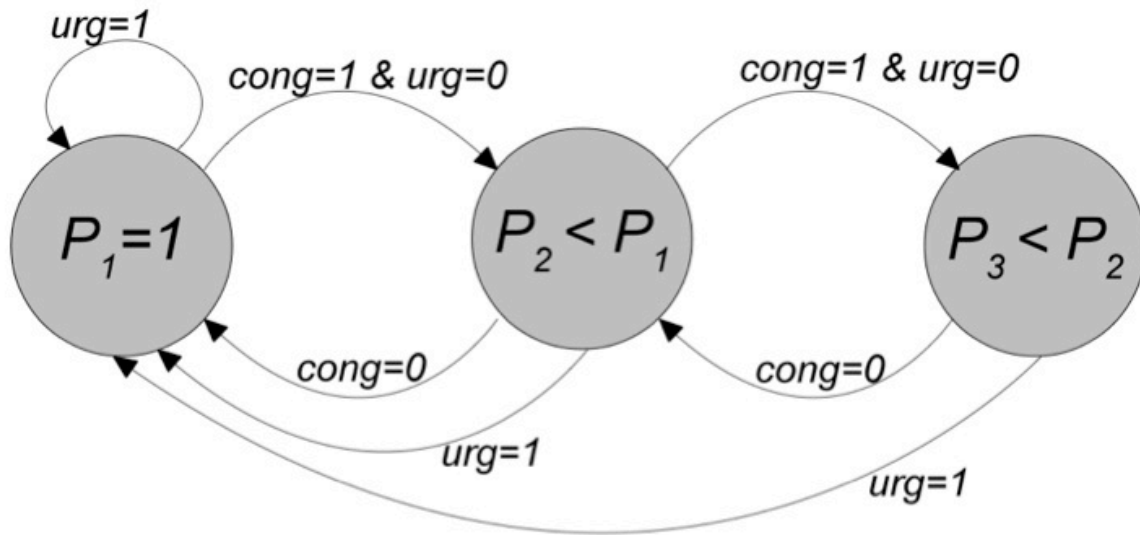 urg=1
cong=1 & urg=0
cong=1 & urg=0
P₁=1
P₂ < P₁
P₃ < P₂
cong=0
cong=0
urg=1
urg=1